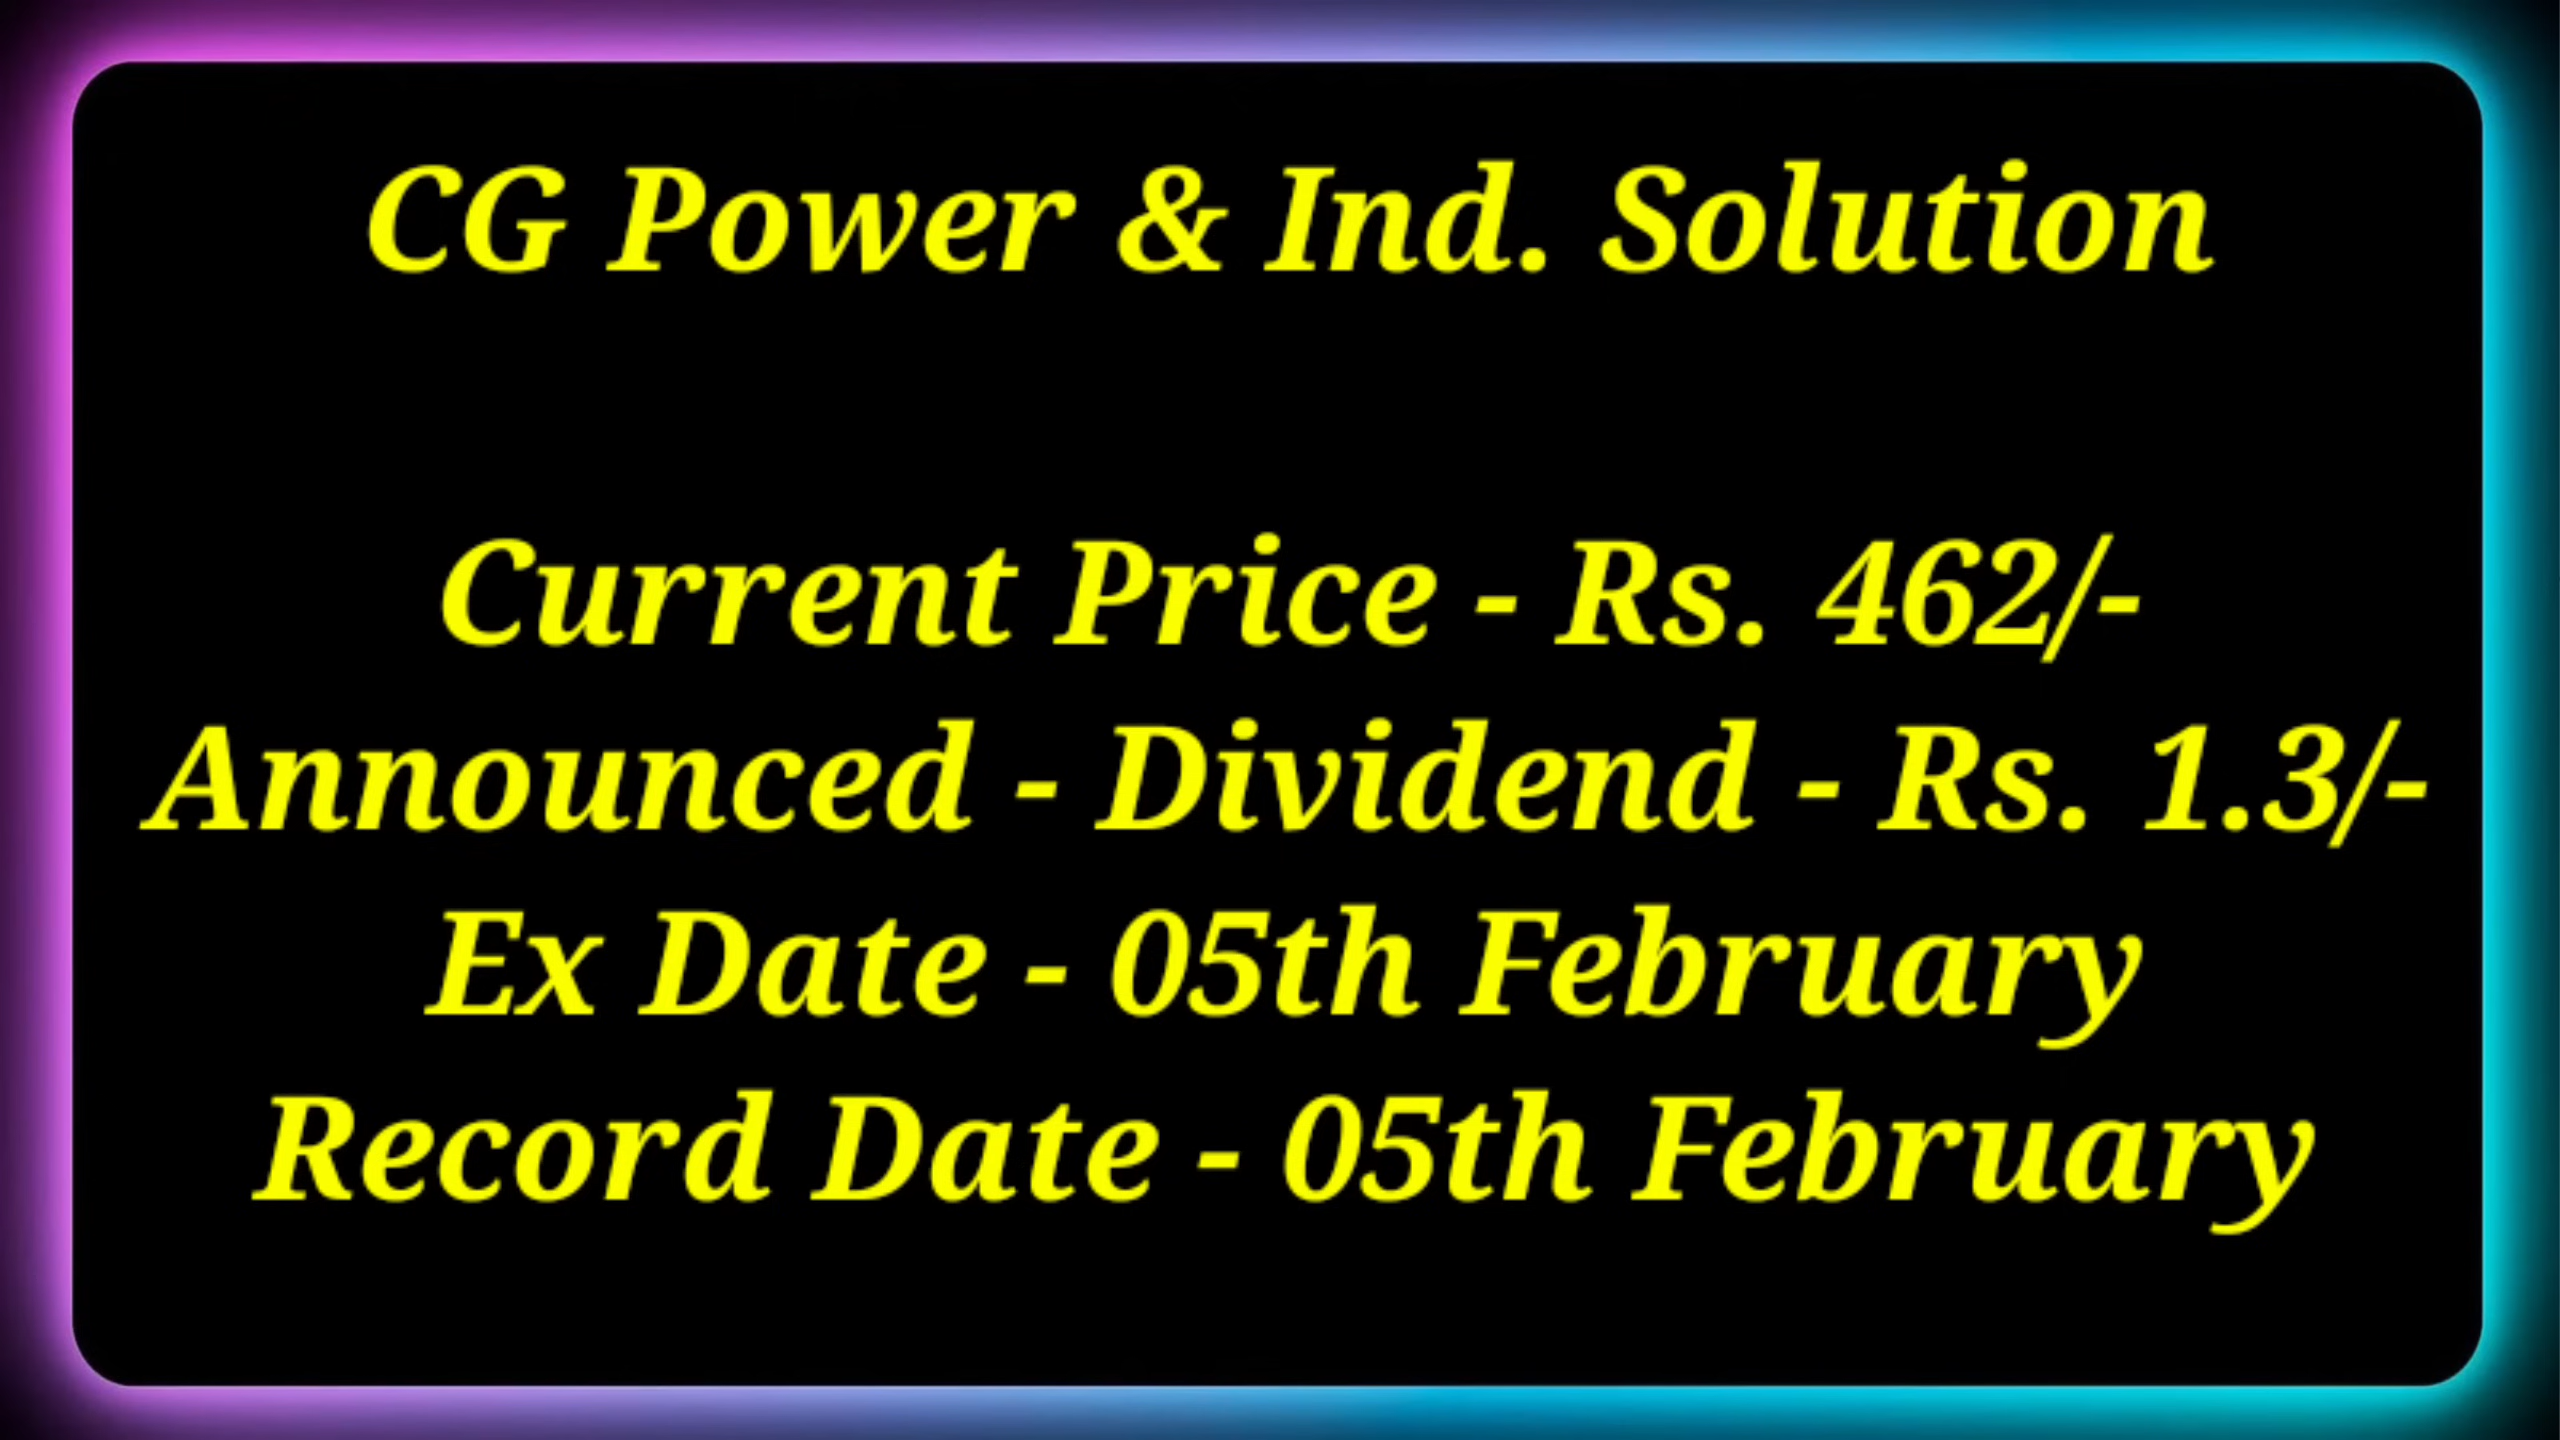 CG Power & Ind. Solution
Current Price - Rs. 462/-
Announced - Dividend - Rs. 1.3/-
Ex Date - 05th February
Record Date - 05th February